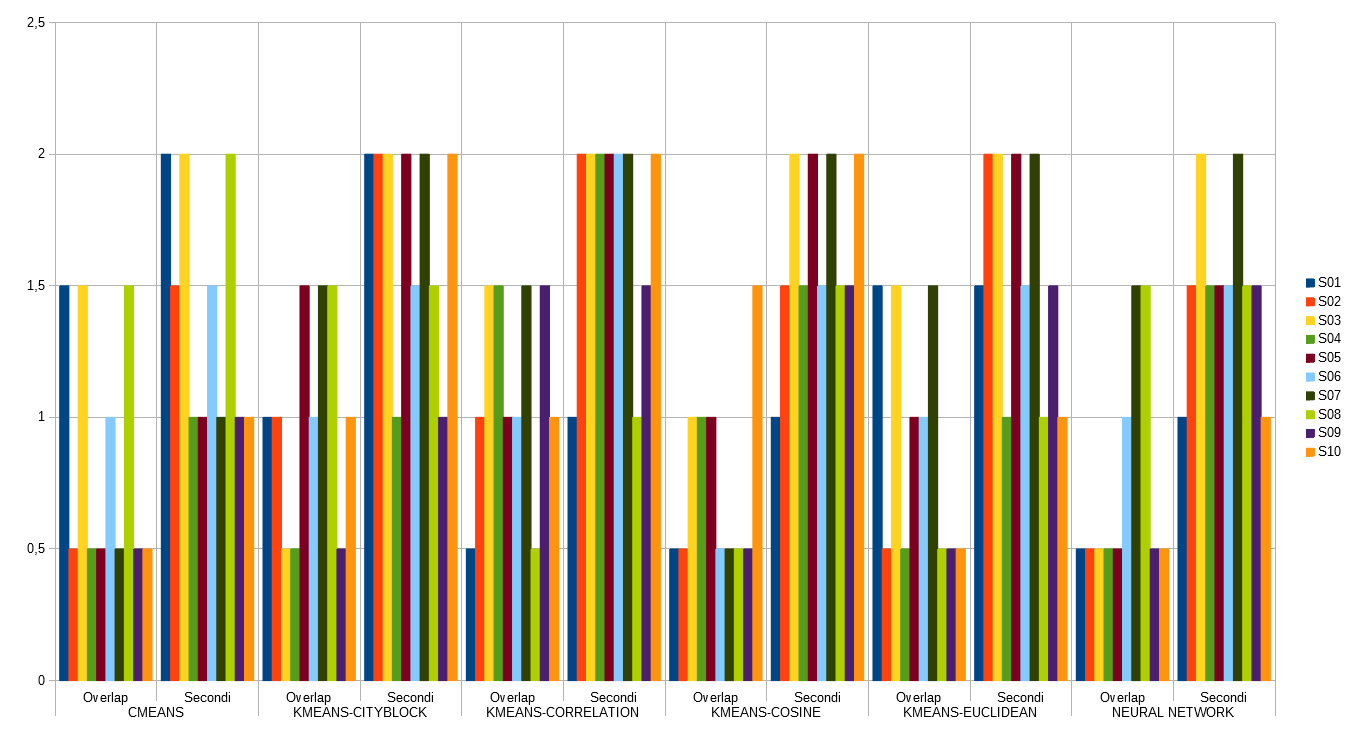 2,5
2
1,5
1
0,5
0
Overlap Secondi Overlap Secondi Overlap Secondi Overlap Secondi Overlap Secondi Overlap Secondi
CMEANS KMEANS-CITYBLOCK KMEANS-CORRELATION KMEANS-COSINE KMEANS-EUCLIDEAN NEURAL NETWORK
S01
S02
S03
S04
S05
S06
S07
S08
S09
S10